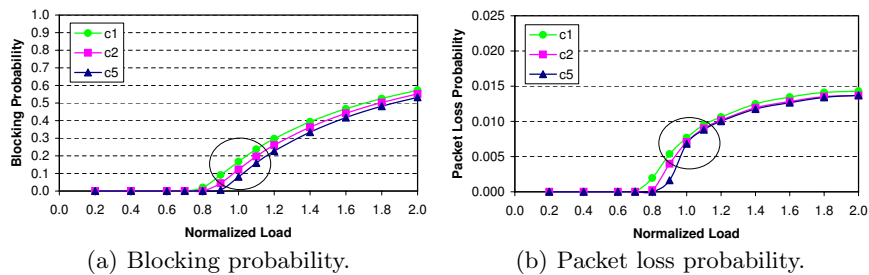 1.0
0.9
0.8
0.7
0.6
0.5
0.4
0.3
0.2
0.1
0.0
Blocking Probability
c1
c2
c5
0.0 0.2 0.4 0.6 0.8 1.0 1.2 1.4 1.6 1.8 2.0
Normalized Load
(a) Blocking probability.
0.025
0.020
0.015
0.010
0.005
0.000
Packet Loss Probability
c1
c2
c5
0.0 0.2 0.4 0.6 0.8 1.0 1.2 1.4 1.6 1.8 2.0
Normalized Load
(b) Packet loss probability.